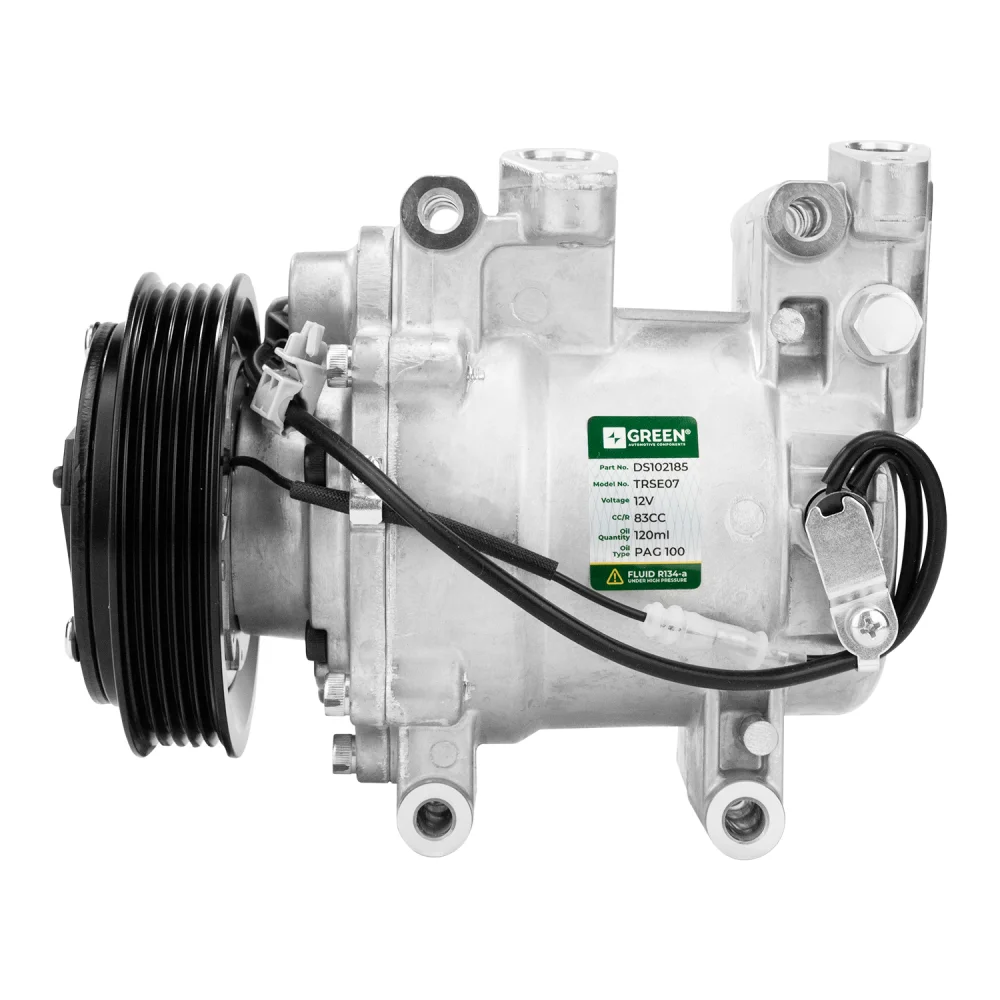 GREEN®
AUTOMOTIVE COMPONENTS
Part No. DS102185
Model No. TRSE07
Voltage 12V
CC/R 83CC
Oil Quantity 120ml
Oil Type PAG 100
FLUID R134-a
UNDER HIGH PRESSURE